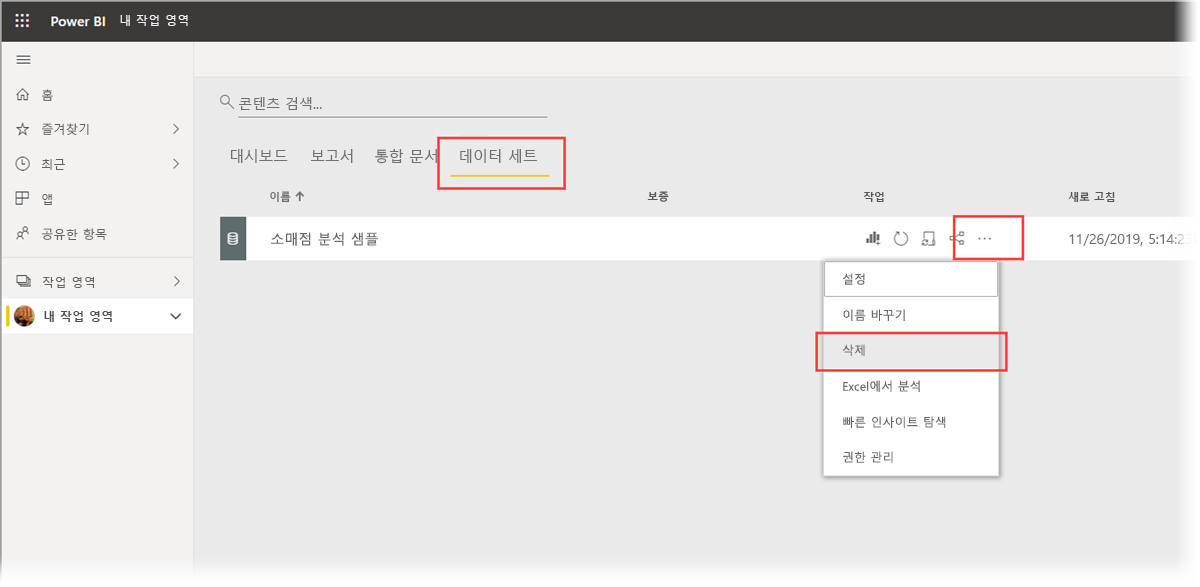 Power BI 내 작업 영역
홈
즐겨찾기
최근
앱
공유한 항목
작업 영역
내 작업 영역
콘텐츠 검색...
대시보드 보고서 통합 문서 데이터 세트
이름 보증 작업 새로 고침
소매점 분석 샘플 ... 11/26/2019, 5:14:23
설정
이름 바꾸기
삭제
Excel에서 분석
빠른 인사이트 탐색
권한 관리